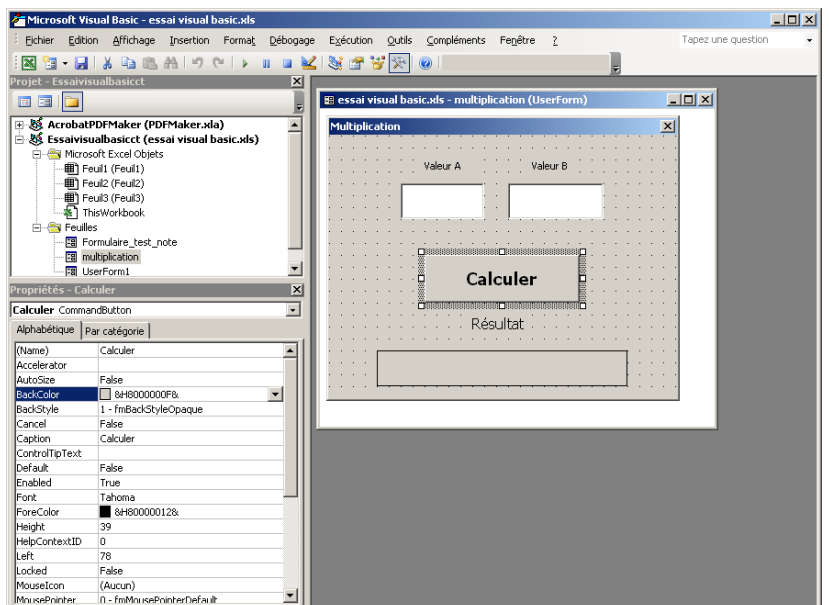 Microsoft Visual Basic - essai visual basic.xls
Fichier Edition Affichage Insertion Format Débogage Exécution Outils Compléments Fenêtre ? Tapez une question
Projet - Essaivisualbasicct
AcrobatPDFMaker (PDFMaker.xla)
Essaivisualbasicct (essai visual basic.xls)
Microsoft Excel Objets
Feuil1 (Feuil1)
Feuil2 (Feuil2)
Feuil3 (Feuil3)
ThisWorkbook
Feuilles
Formulaire_test_note
multiplication
UserForm1
Propriétés - Calculer
Calculer CommandButton
Alphabétique Par catégorie
(Name) Calculer
Accelerator
AutoSize False
BackColor &H8000000F&
BackStyle 1 - fmBackStyleOpaque
Cancel False
Caption Calculer
ControlTipText
Default False
Enabled True
Font Tahoma
ForeColor &H80000012&
Height 39
HelpContextID 0
Left 78
Locked False
MouseIcon (Aucun)
MousePointer 0 - fmMousePointerDefault
essai visual basic.xls - multiplication (UserForm)
Multiplication
Valeur A Valeur B
Calculer
Résultat